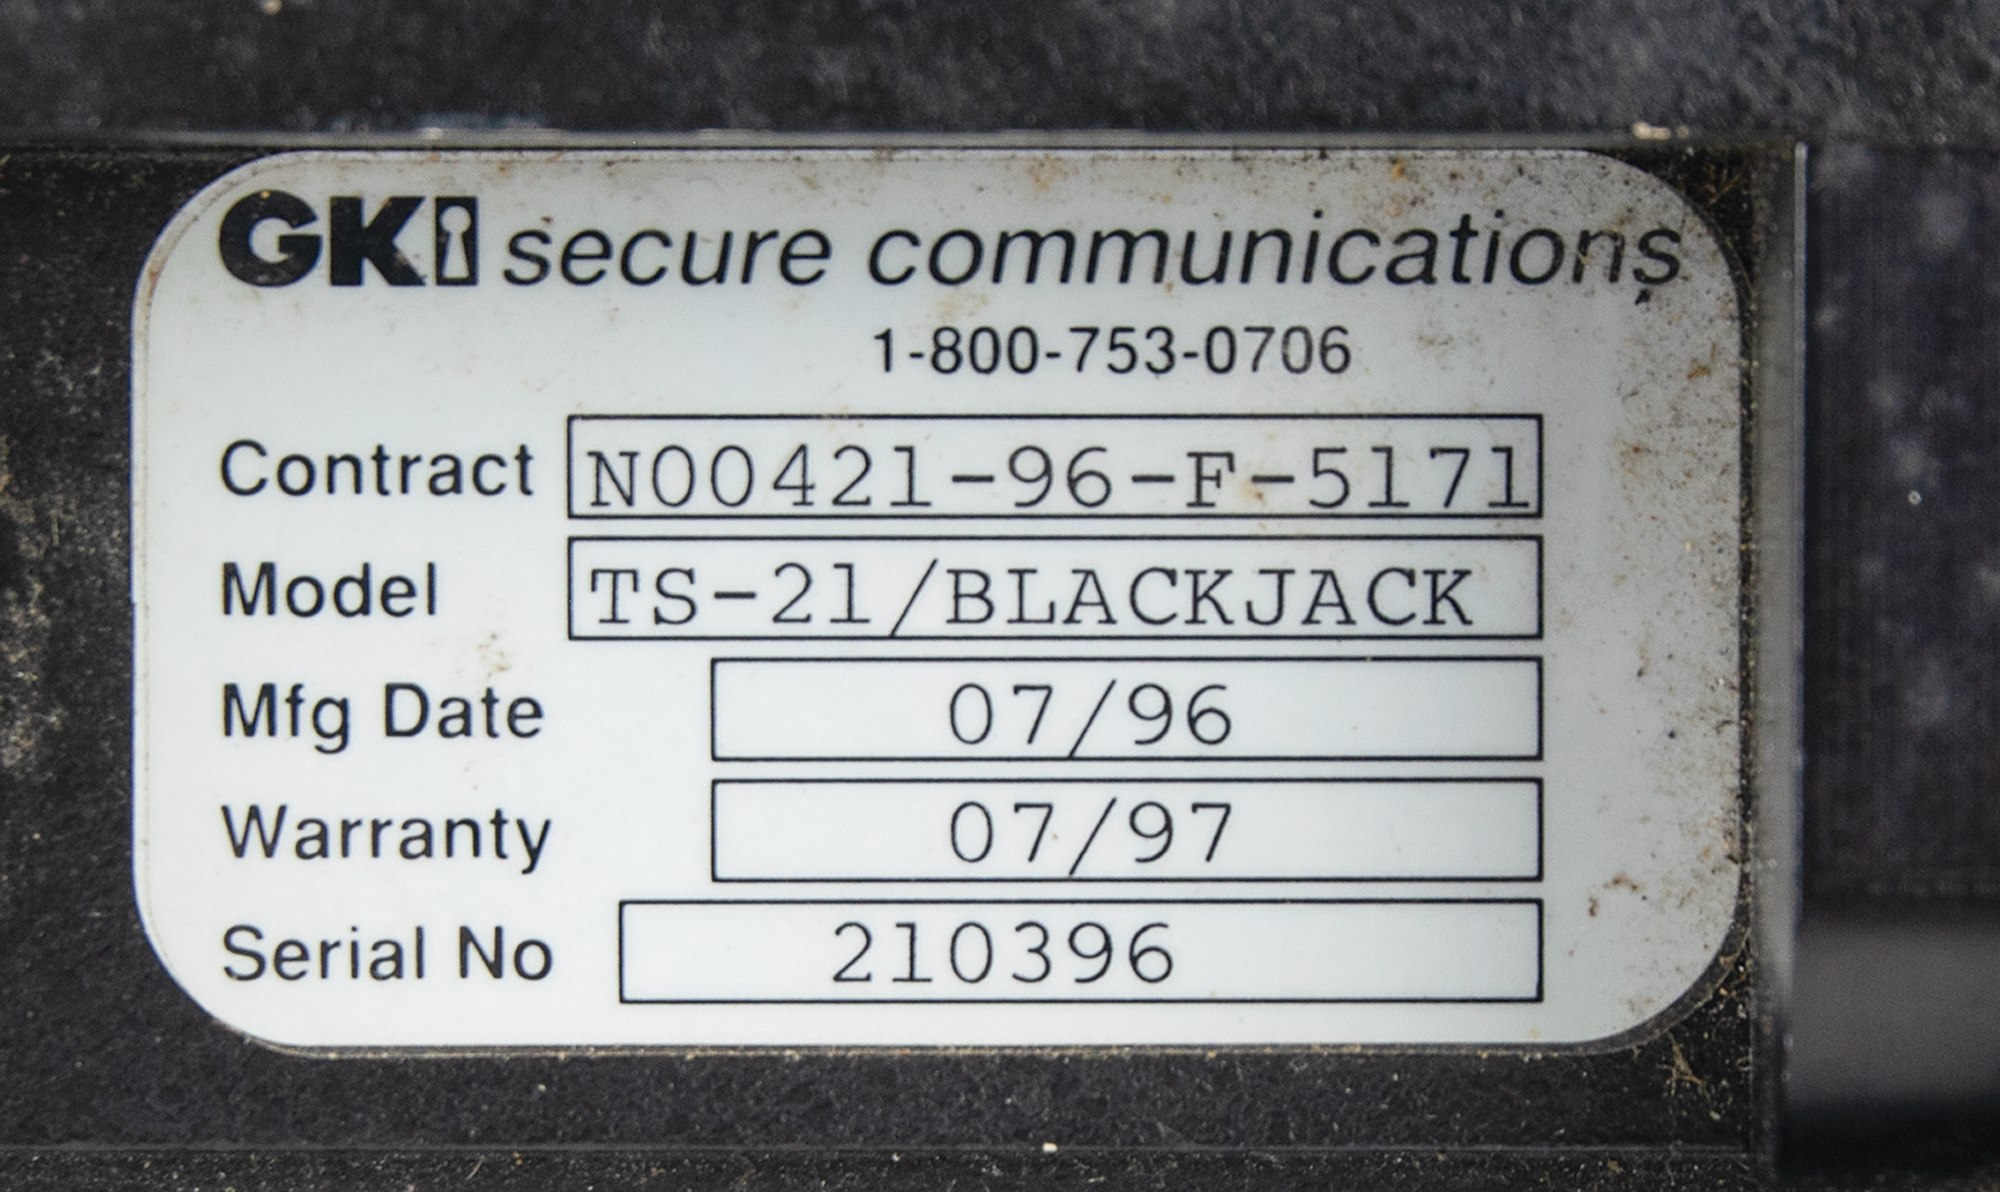 GKI secure communications
1-800-753-0706
Contract N00421-96-F-5171
Model TS-21/BLACKJACK
Mfg Date 07/96
Warranty 07/97
Serial No 210396